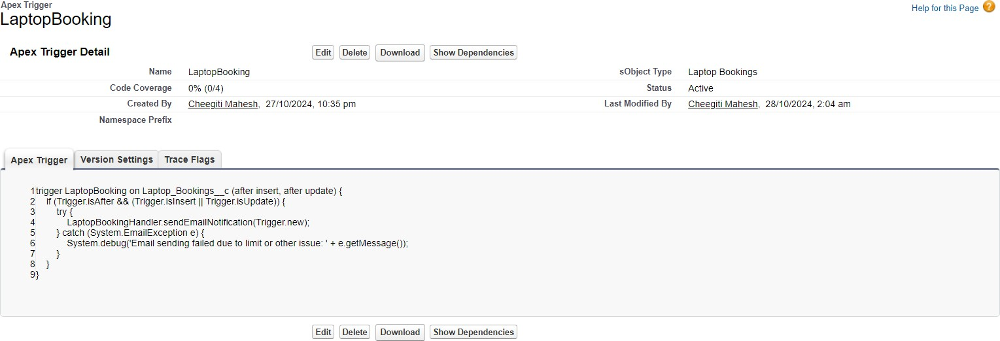 Apex Trigger
LaptopBooking
Help for this Page ?
Apex Trigger Detail
Edit Delete Download Show Dependencies
Name LaptopBooking sObject Type Laptop Bookings
Code Coverage 0% (0/4) Status Active
Created By Cheegiti Mahesh, 27/10/2024, 10:35 pm Last Modified By Cheegiti Mahesh, 28/10/2024, 2:04 am
Namespace Prefix
Apex Trigger Version Settings Trace Flags
1 trigger LaptopBooking on Laptop_Bookings__c (after insert, after update) {
2 if (Trigger.isAfter && (Trigger.isInsert || Trigger.isUpdate)) {
3 try {
4 LaptopBookingHandler.sendEmailNotification(Trigger.new);
5 } catch (System.EmailException e) {
6 System.debug('Email sending failed due to limit or other issue: ' + e.getMessage());
7 }
8 }
9 }
Edit Delete Download Show Dependencies